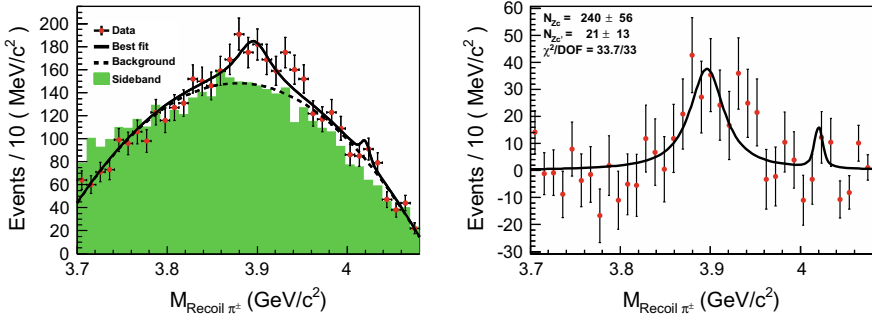 Events / 10 ( MeV/c²)
200
180
160
140
120
100
80
60
40
20
0
Data
Best fit
Background
Sideband
3.7 3.8 3.9 4
M_Recoil π± (GeV/c²)
Events / 10 ( MeV/c²)
60
50
40
30
20
10
0
-10
-20
-30
N_Zc = 240 ± 56
N_Zc' = 21 ± 13
χ²/DOF = 33.7/33
3.7 3.8 3.9 4
M_Recoil π± (GeV/c²)